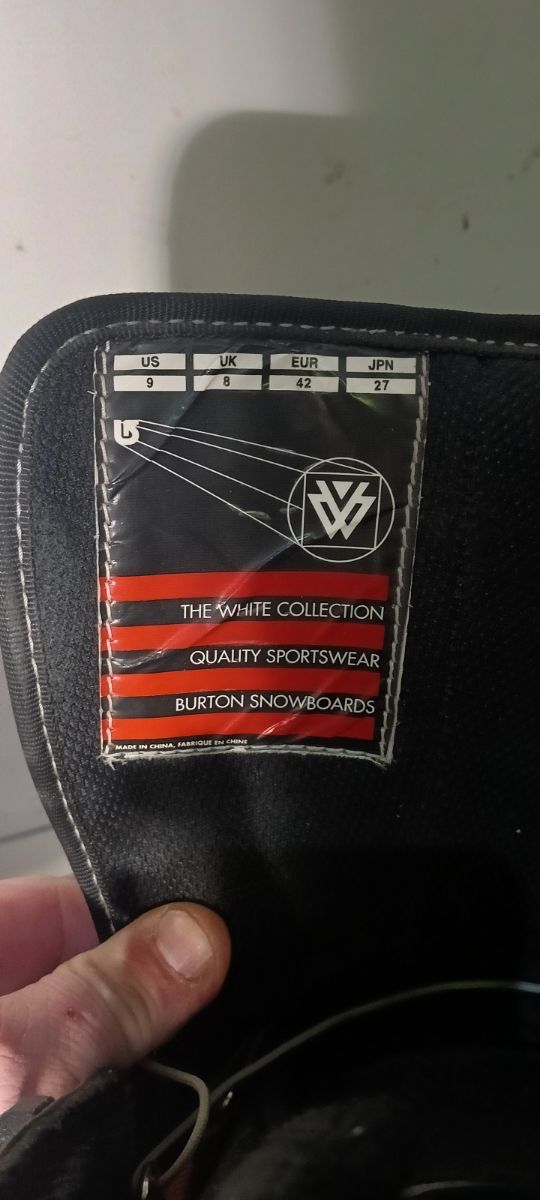 US UK EUR JPN
9 8 42 27
THE WHITE COLLECTION
QUALITY SPORTSWEAR
BURTON SNOWBOARDS
MADE IN CHINA, FABRIQUE EN CHINE